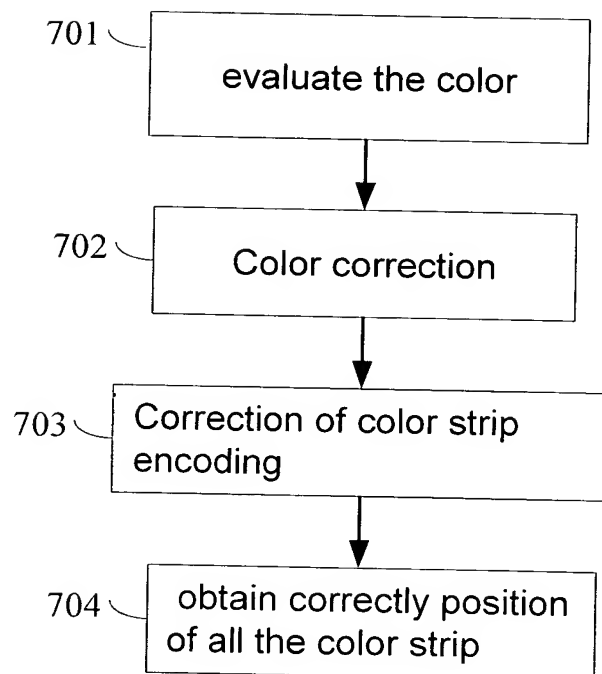 701
evaluate the color
702
Color correction
703
Correction of color strip
encoding
704
obtain correctly position
of all the color strip